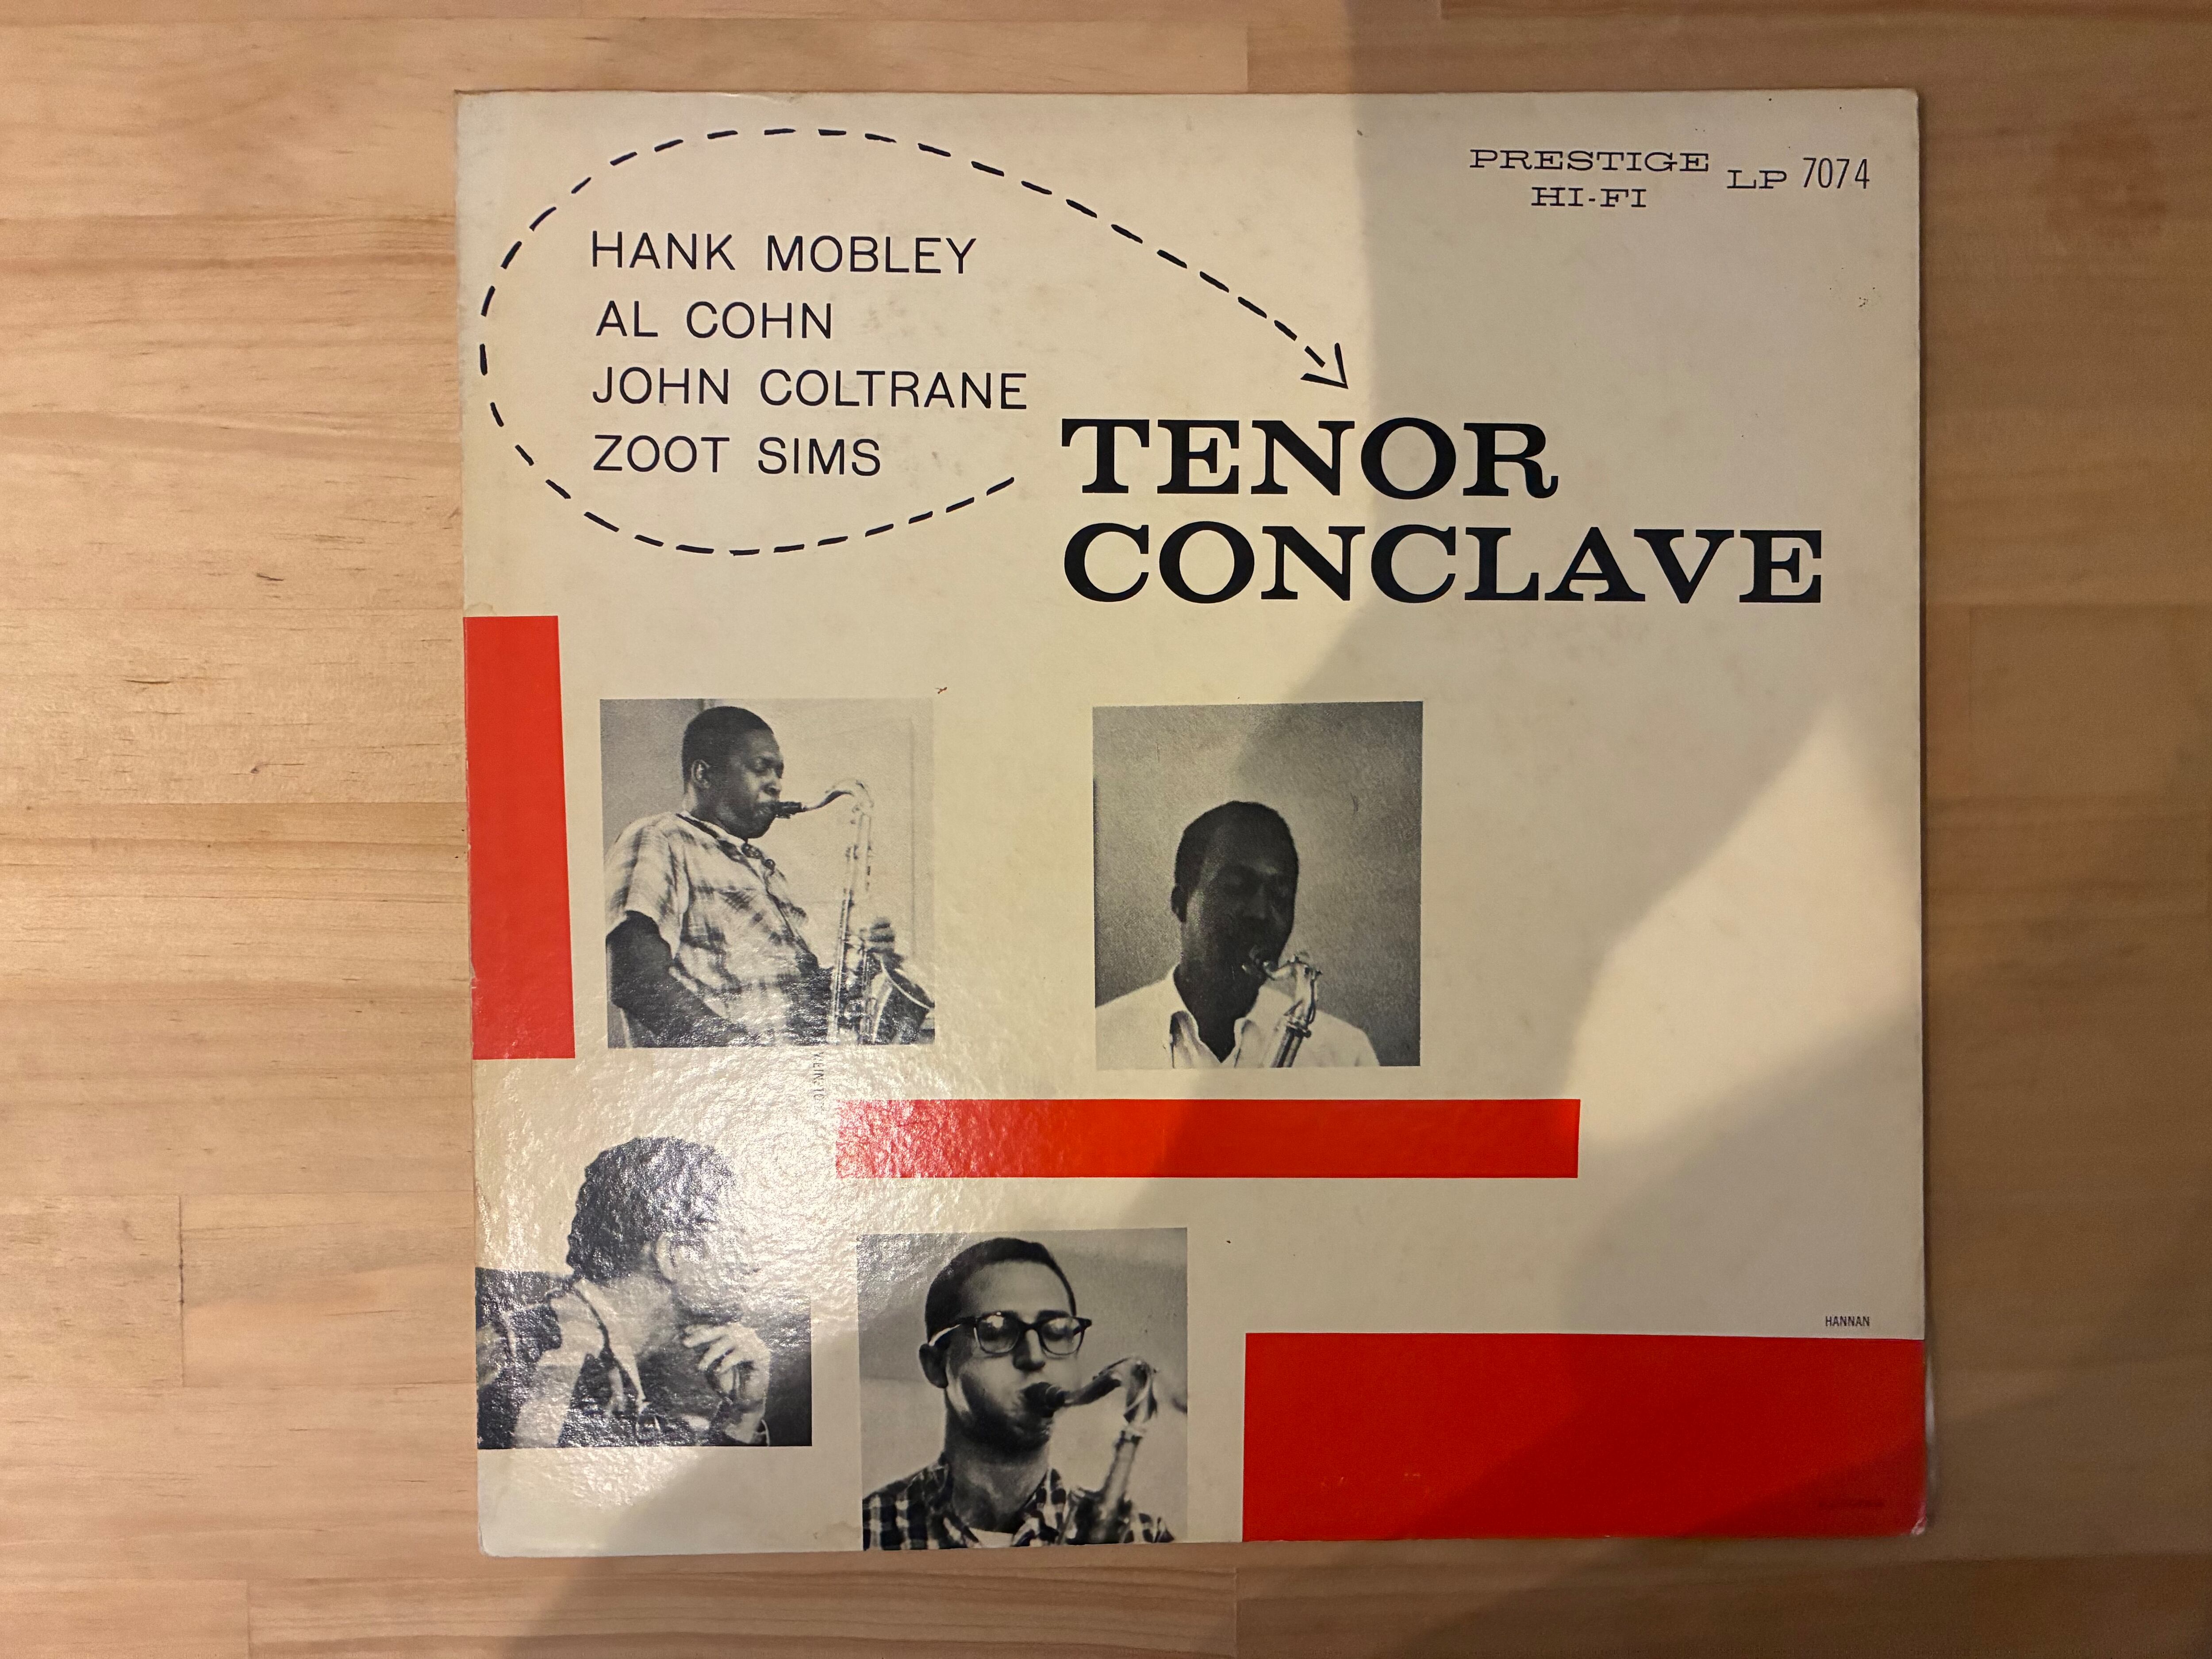 PRESTIGE
HI-FI
LP 7074
HANK MOBLEY
AL COHN
JOHN COLTRANE
ZOOT SIMS
TENOR
CONCLAVE
HANNAN